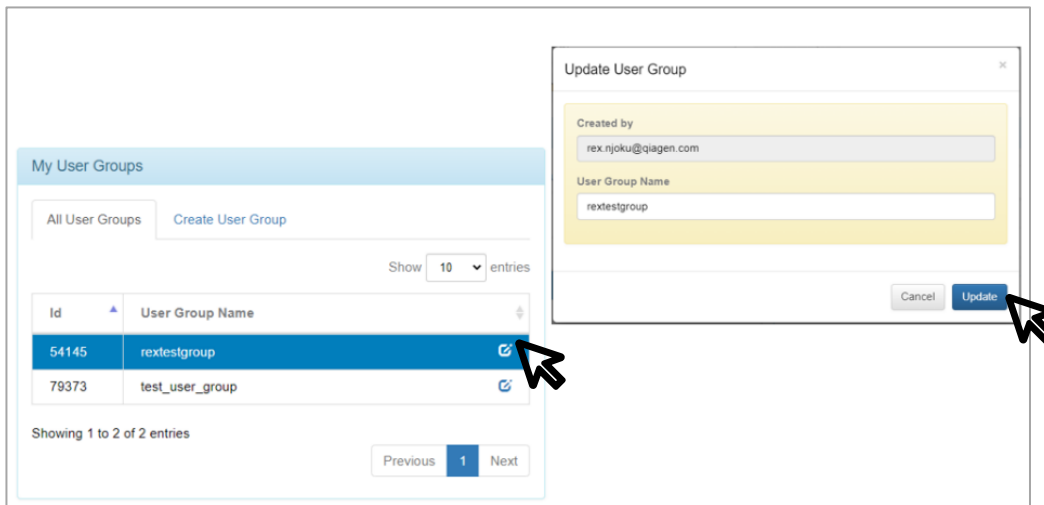 My User Groups
All User Groups Create User Group
Show 10 entries
Id User Group Name
54145 rextestgroup
79373 test_user_group
Showing 1 to 2 of 2 entries
Previous 1 Next
Update User Group ×
Created by
rex.njoku@qiagen.com
User Group Name
rextestgroup
Cancel Update